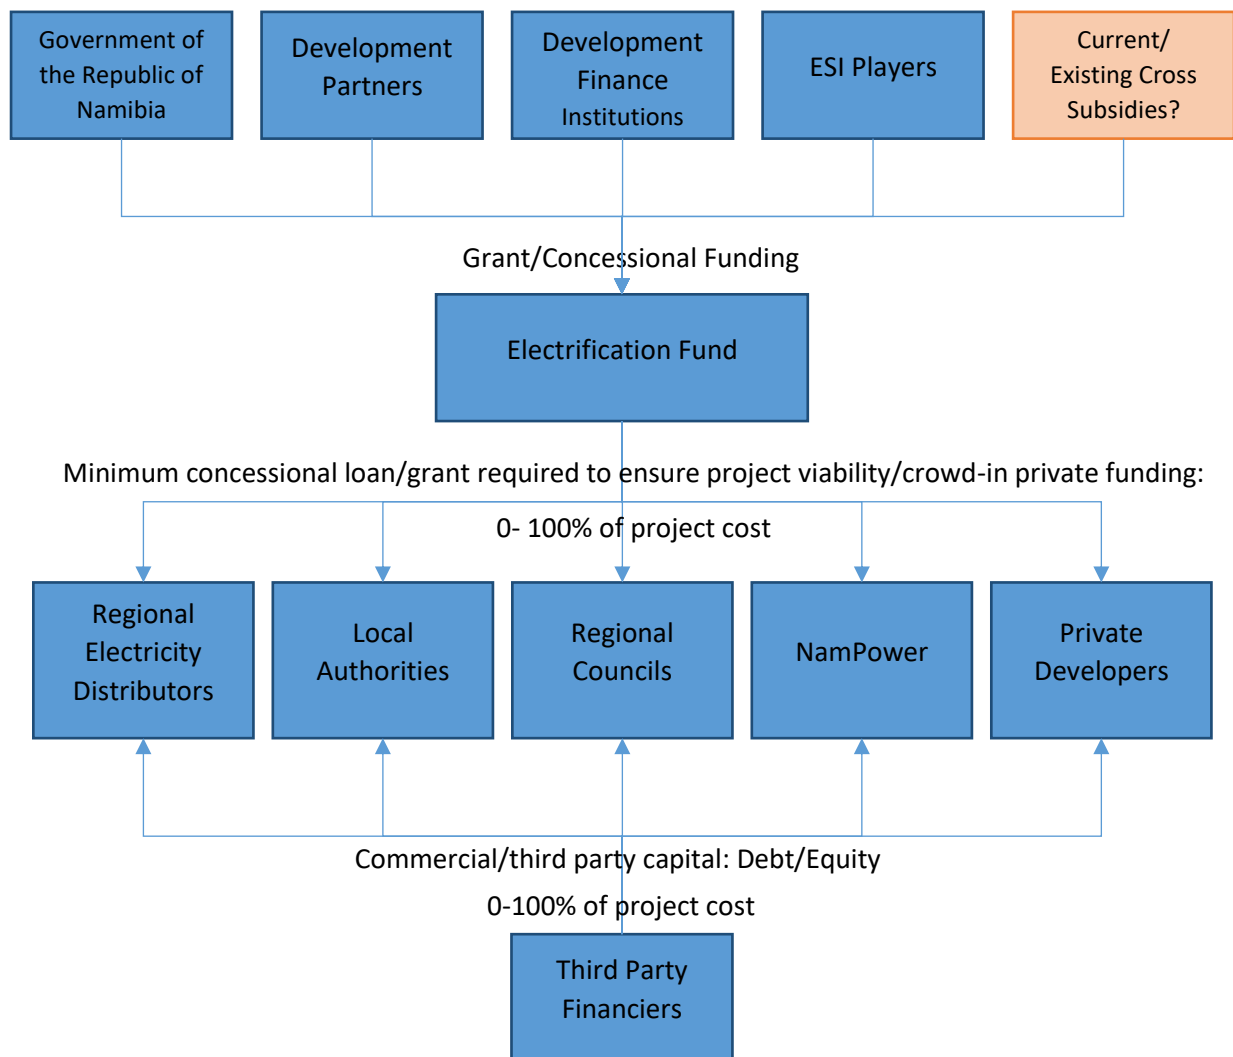 Government of
the Republic of
Namibia
Development
Partners
Development
Finance
Institutions
ESI Players
Current/
Existing Cross
Subsidies?
Grant/Concessional Funding
Electrification Fund
Minimum concessional loan/grant required to ensure project viability/crowd-in private funding:
0- 100% of project cost
Regional
Electricity
Distributors
Local
Authorities
Regional
Councils
NamPower
Private
Developers
Commercial/third party capital: Debt/Equity
0-100% of project cost
Third Party
Financiers